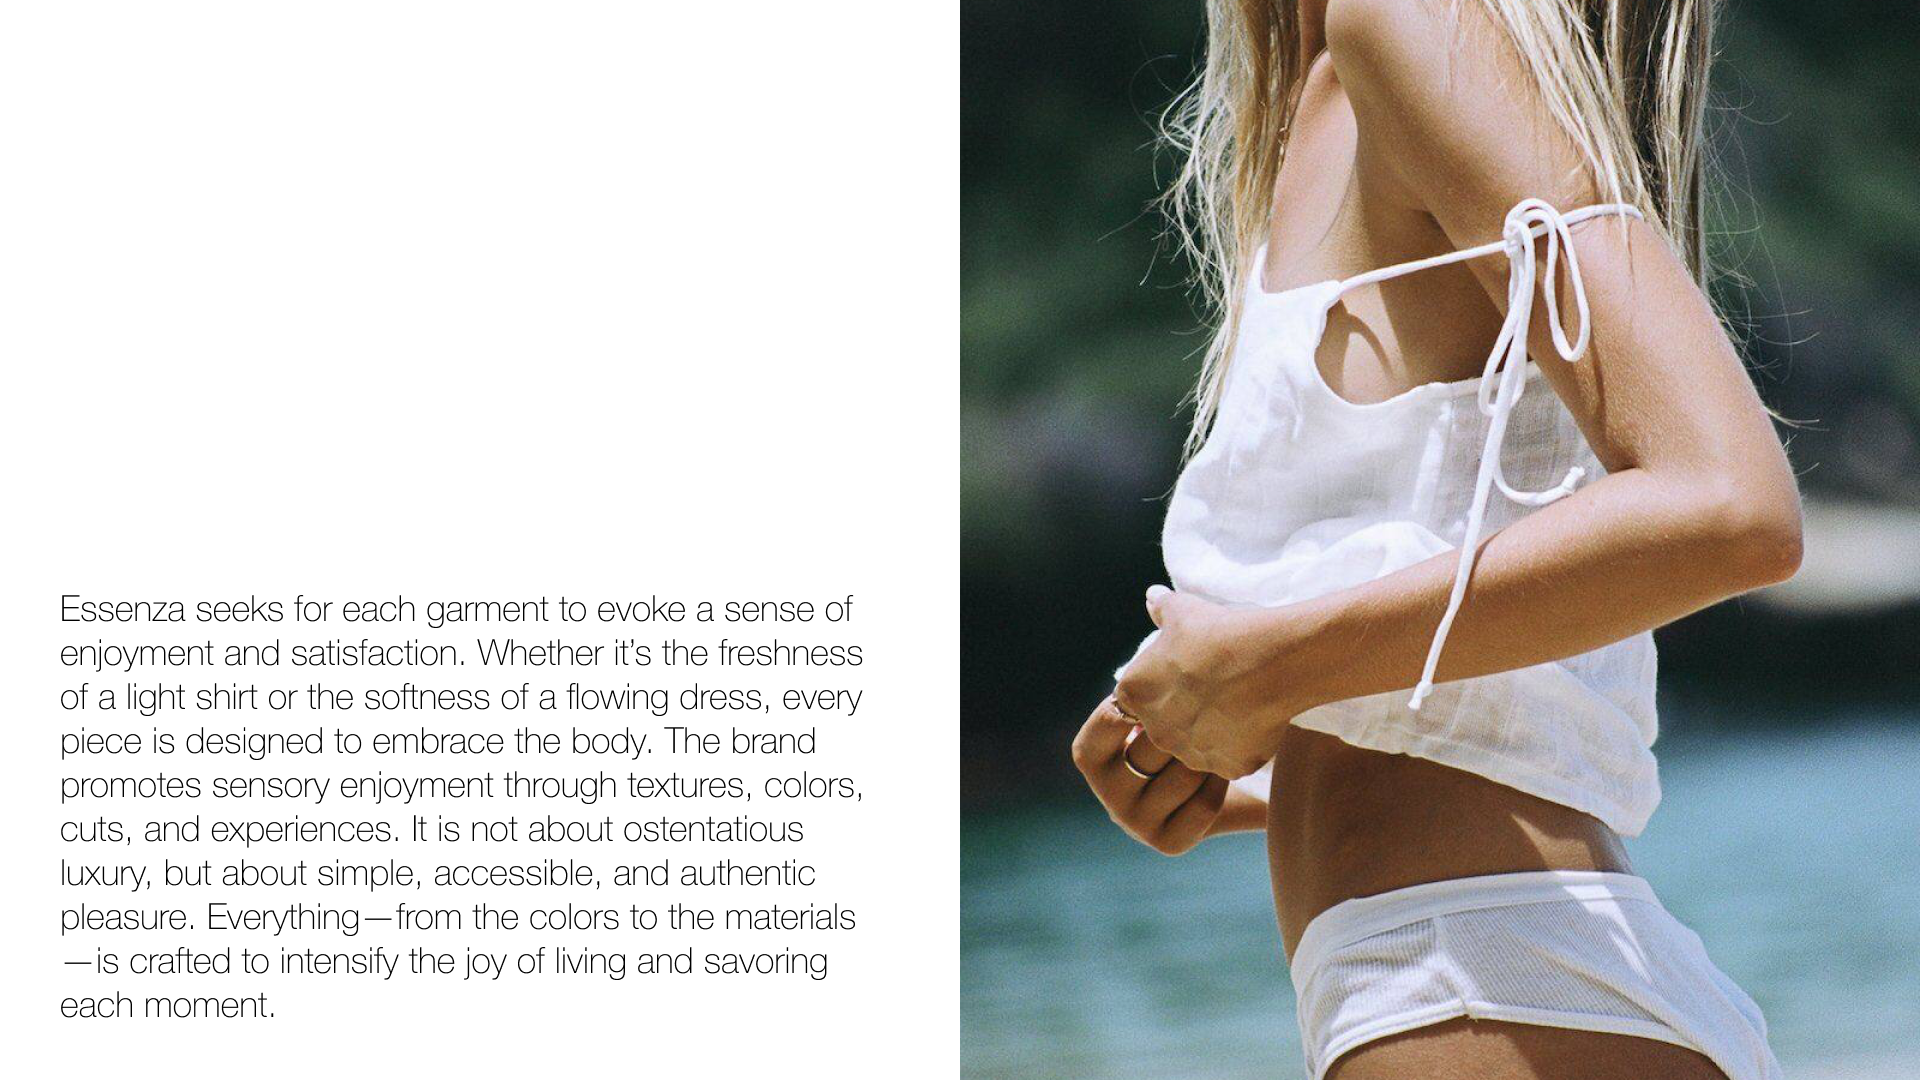 Essenza seeks for each garment to evoke a sense of
enjoyment and satisfaction. Whether it’s the freshness
of a light shirt or the softness of a flowing dress, every
piece is designed to embrace the body. The brand
promotes sensory enjoyment through textures, colors,
cuts, and experiences. It is not about ostentatious
luxury, but about simple, accessible, and authentic
pleasure. Everything—from the colors to the materials
—is crafted to intensify the joy of living and savoring
each moment.